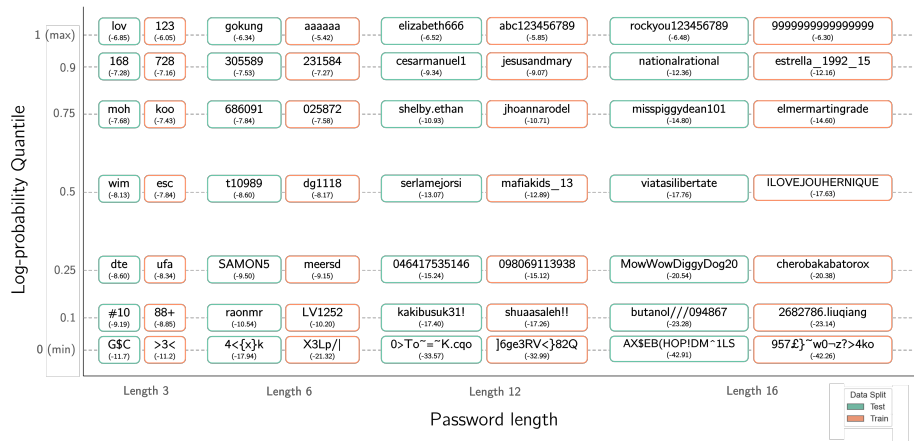 Log-probability Quantile
1 (max)
lov 123 gokung aaaaaa elizabeth666 abc123456789 rockyou123456789 9999999999999999
(-6.85) (-6.05) (-6.34) (-5.42) (-6.52) (-5.85) (-6.48) (-6.30)
0.9
168 728 305589 231584 cesarmanuel1 jesusandmary nationalrational estrella_1992_15
(-7.28) (-7.16) (-7.53) (-7.27) (-9.34) (-9.07) (-12.36) (-12.16)
0.75
moh koo 686091 025872 shelby.ethan jhoannarodel misspiggydean101 elmermartingrade
(-7.68) (-7.43) (-7.84) (-7.58) (-10.93) (-10.71) (-14.80) (-14.60)
0.5
wim esc t10989 dg1118 serlamejorsi mafiakids_13 viatasilibertate ILOVEJOUHERNIQUE
(-8.13) (-7.84) (-8.60) (-8.17) (-13.07) (-12.89) (-17.76) (-17.63)
0.25
dte ufa SAMON5 meersd 046417535146 098069113938 MowWowDiggyDog20 cherobakabatorox
(-8.60) (-8.34) (-9.50) (-9.15) (-15.24) (-15.12) (-20.54) (-20.38)
0.1
#10 88+ raonmr LV1252 kakibusuk31! shuaasaleh!! butanol///094867 2682786.liuqiang
(-9.19) (-8.85) (-10.54) (-10.20) (-17.40) (-17.26) (-23.28) (-23.14)
0 (min)
G$C >3< 4<{x}k X3Lp/| 0>To~=~K.cqo ]6ge3RV<}82Q AX$EB(HOP!DM^1LS 957£}~w0¬z?>4ko
(-11.7) (-11.2) (-17.94) (-21.32) (-33.57) (-32.99) (-42.91) (-42.26)
Length 3 Length 6 Length 12 Length 16
Password length
Data Split
Test
Train